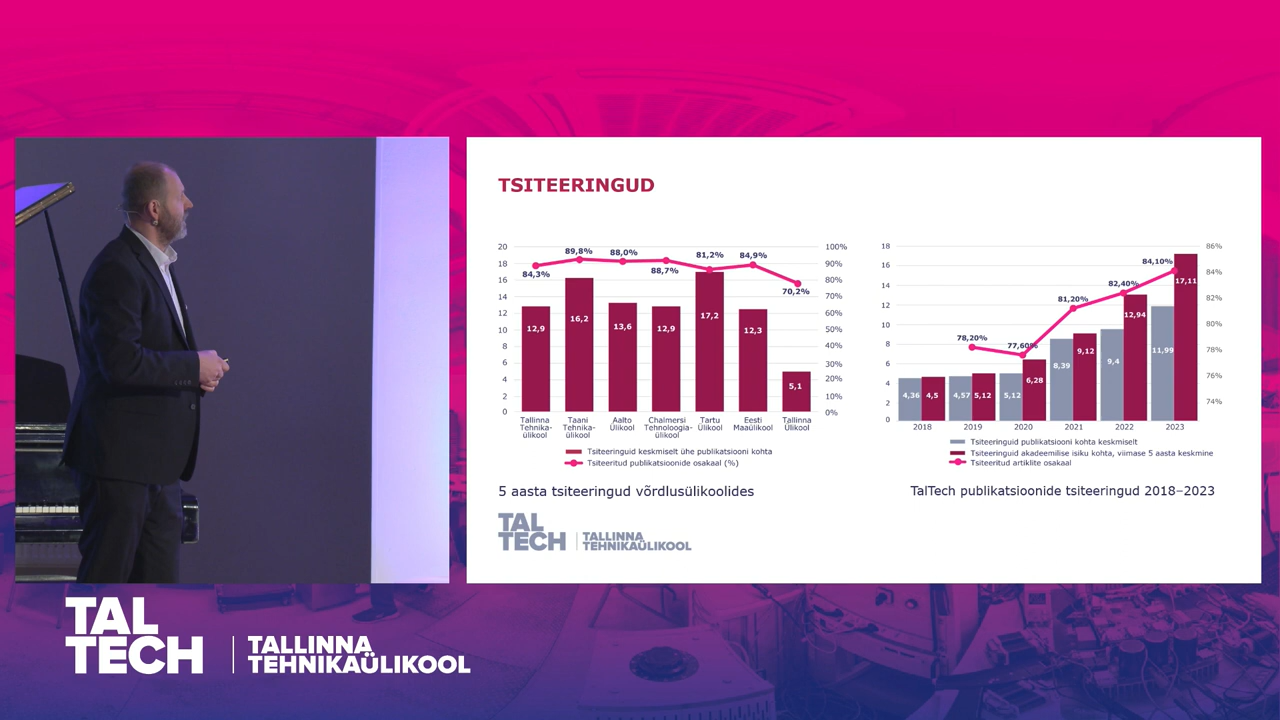 TSITEERINGUD
20
18
16
14
12
10
8
6
4
2
0
100%
90%
80%
70%
60%
50%
40%
30%
20%
10%
0%
84,3%
89,8%
88,0%
88,7%
81,2%
84,9%
70,2%
12,9
16,2
13,6
12,9
17,2
12,3
5,1
Tallinna
Tehnika-
ülikool
Taani
Tehnika-
ülikool
Aalto
Ülikool
Chalmersi
Tehnoloogia-
ülikool
Tartu
Ülikool
Eesti
Maaülikool
Tallinna
Ülikool
Tsiteeringuid keskmiselt ühe publikatsiooni kohta
Tsiteeritud publikatsioonide osakaal (%)
5 aasta tsiteeringud võrdlusülikoolides
18
16
14
12
10
8
6
4
2
0
86%
84%
82%
80%
78%
76%
74%
78,20%
77,60%
81,20%
82,40%
84,10%
4,36
4,5
4,57
5,12
5,12
6,28
8,39
9,12
9,4
12,94
11,99
17,11
2018
2019
2020
2021
2022
2023
Tsiteeringuid publikatsiooni kohta keskmiselt
Tsiteeringuid akadeemilise isiku kohta, viimase 5 aasta keskmine
Tsiteeritud artiklite osakaal
TalTech publikatsioonide tsiteeringud 2018–2023
TAL
TECH
TALLINNA
TEHNIKAÜLIKOOL
TAL
TECH
TALLINNA
TEHNIKAÜLIKOOL